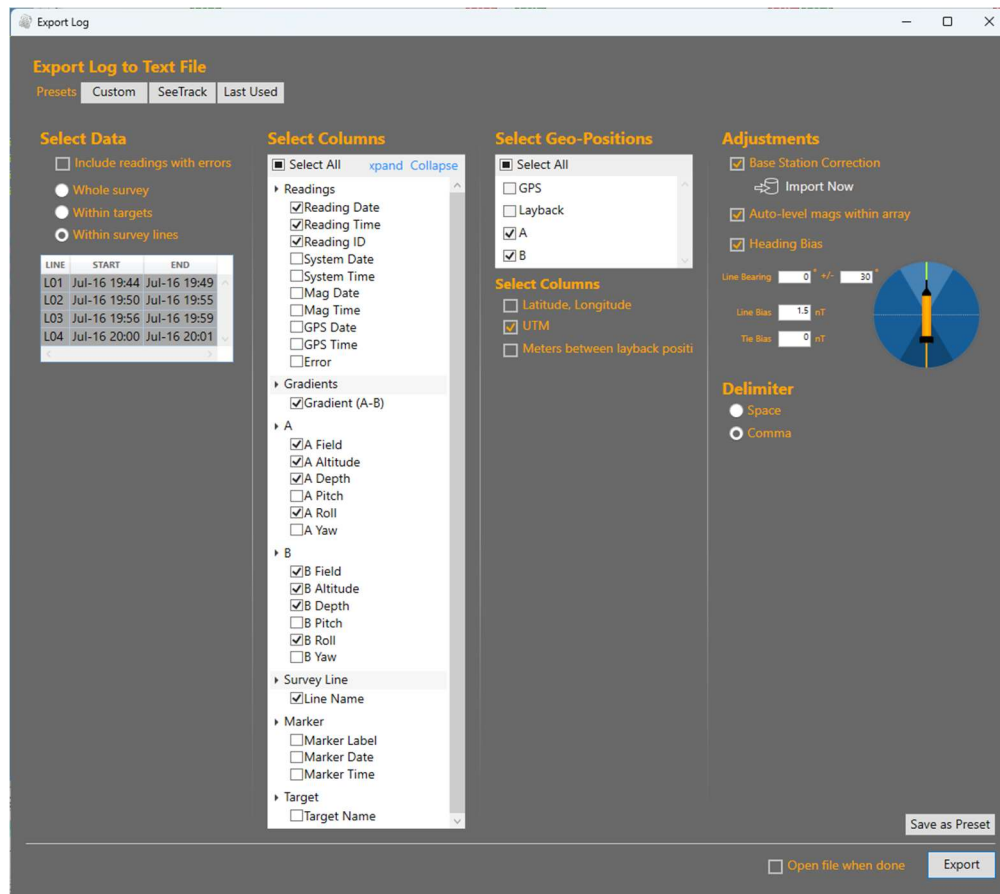 Export Log
Export Log to Text File
Presets Custom SeeTrack Last Used
Select Data
Include readings with errors
Whole survey
Within targets
Within survey lines
LINE START END
L01 Jul-16 19:44 Jul-16 19:49
L02 Jul-16 19:50 Jul-16 19:55
L03 Jul-16 19:56 Jul-16 19:59
L04 Jul-16 20:00 Jul-16 20:01
Select Columns
Select All xpand Collapse
Readings
Reading Date
Reading Time
Reading ID
System Date
System Time
Mag Date
Mag Time
GPS Date
GPS Time
Error
Gradients
Gradient (A-B)
A
A Field
A Altitude
A Depth
A Pitch
A Roll
A Yaw
B
B Field
B Altitude
B Depth
B Pitch
B Roll
B Yaw
Survey Line
Line Name
Marker
Marker Label
Marker Date
Marker Time
Target
Target Name
Select Geo-Positions
Select All
GPS
Layback
A
B
Select Columns
Latitude, Longitude
UTM
Meters between layback positi
Adjustments
Base Station Correction
Import Now
Auto-level mags within array
Heading Bias
Line Bearing 0 ° +/- 30 °
Line Bias 1.5 nT
Tie Bias 0 nT
Delimiter
Space
Comma
Save as Preset
Open file when done Export